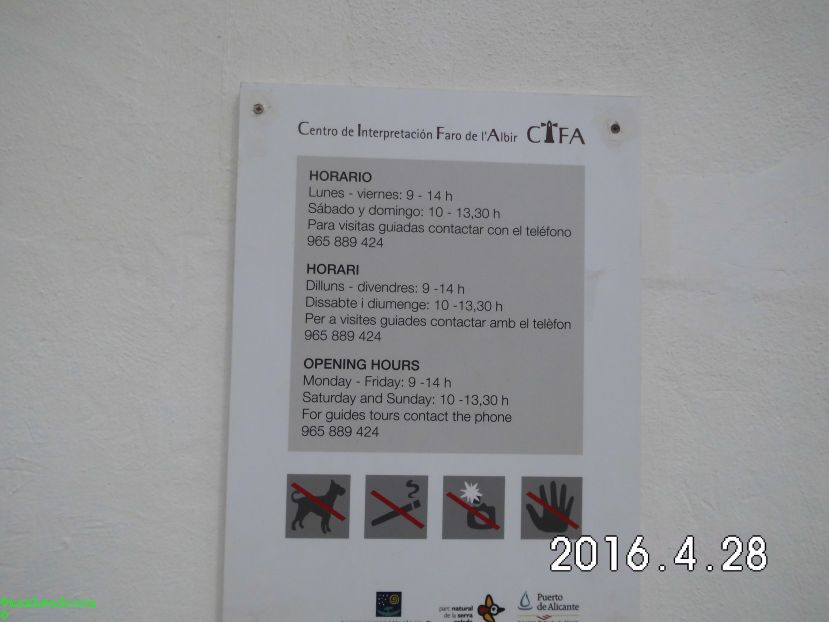 Centro de Interpretación Faro de l'Albir CIFA
HORARIO
Lunes - viernes: 9 - 14 h
Sábado y domingo: 10 - 13,30 h
Para visitas guiadas contactar con el teléfono
965 889 424
HORARI
Dilluns - divendres: 9 -14 h
Dissabte i diumenge: 10 -13,30 h
Per a visites guiades contactar amb el telèfon
965 889 424
OPENING HOURS
Monday - Friday: 9 -14 h
Saturday and Sunday: 10 -13,30 h
For guides tours contact the phone
965 889 424
2016.4.28
parc natural
de la serra
Puerto
de Alicante